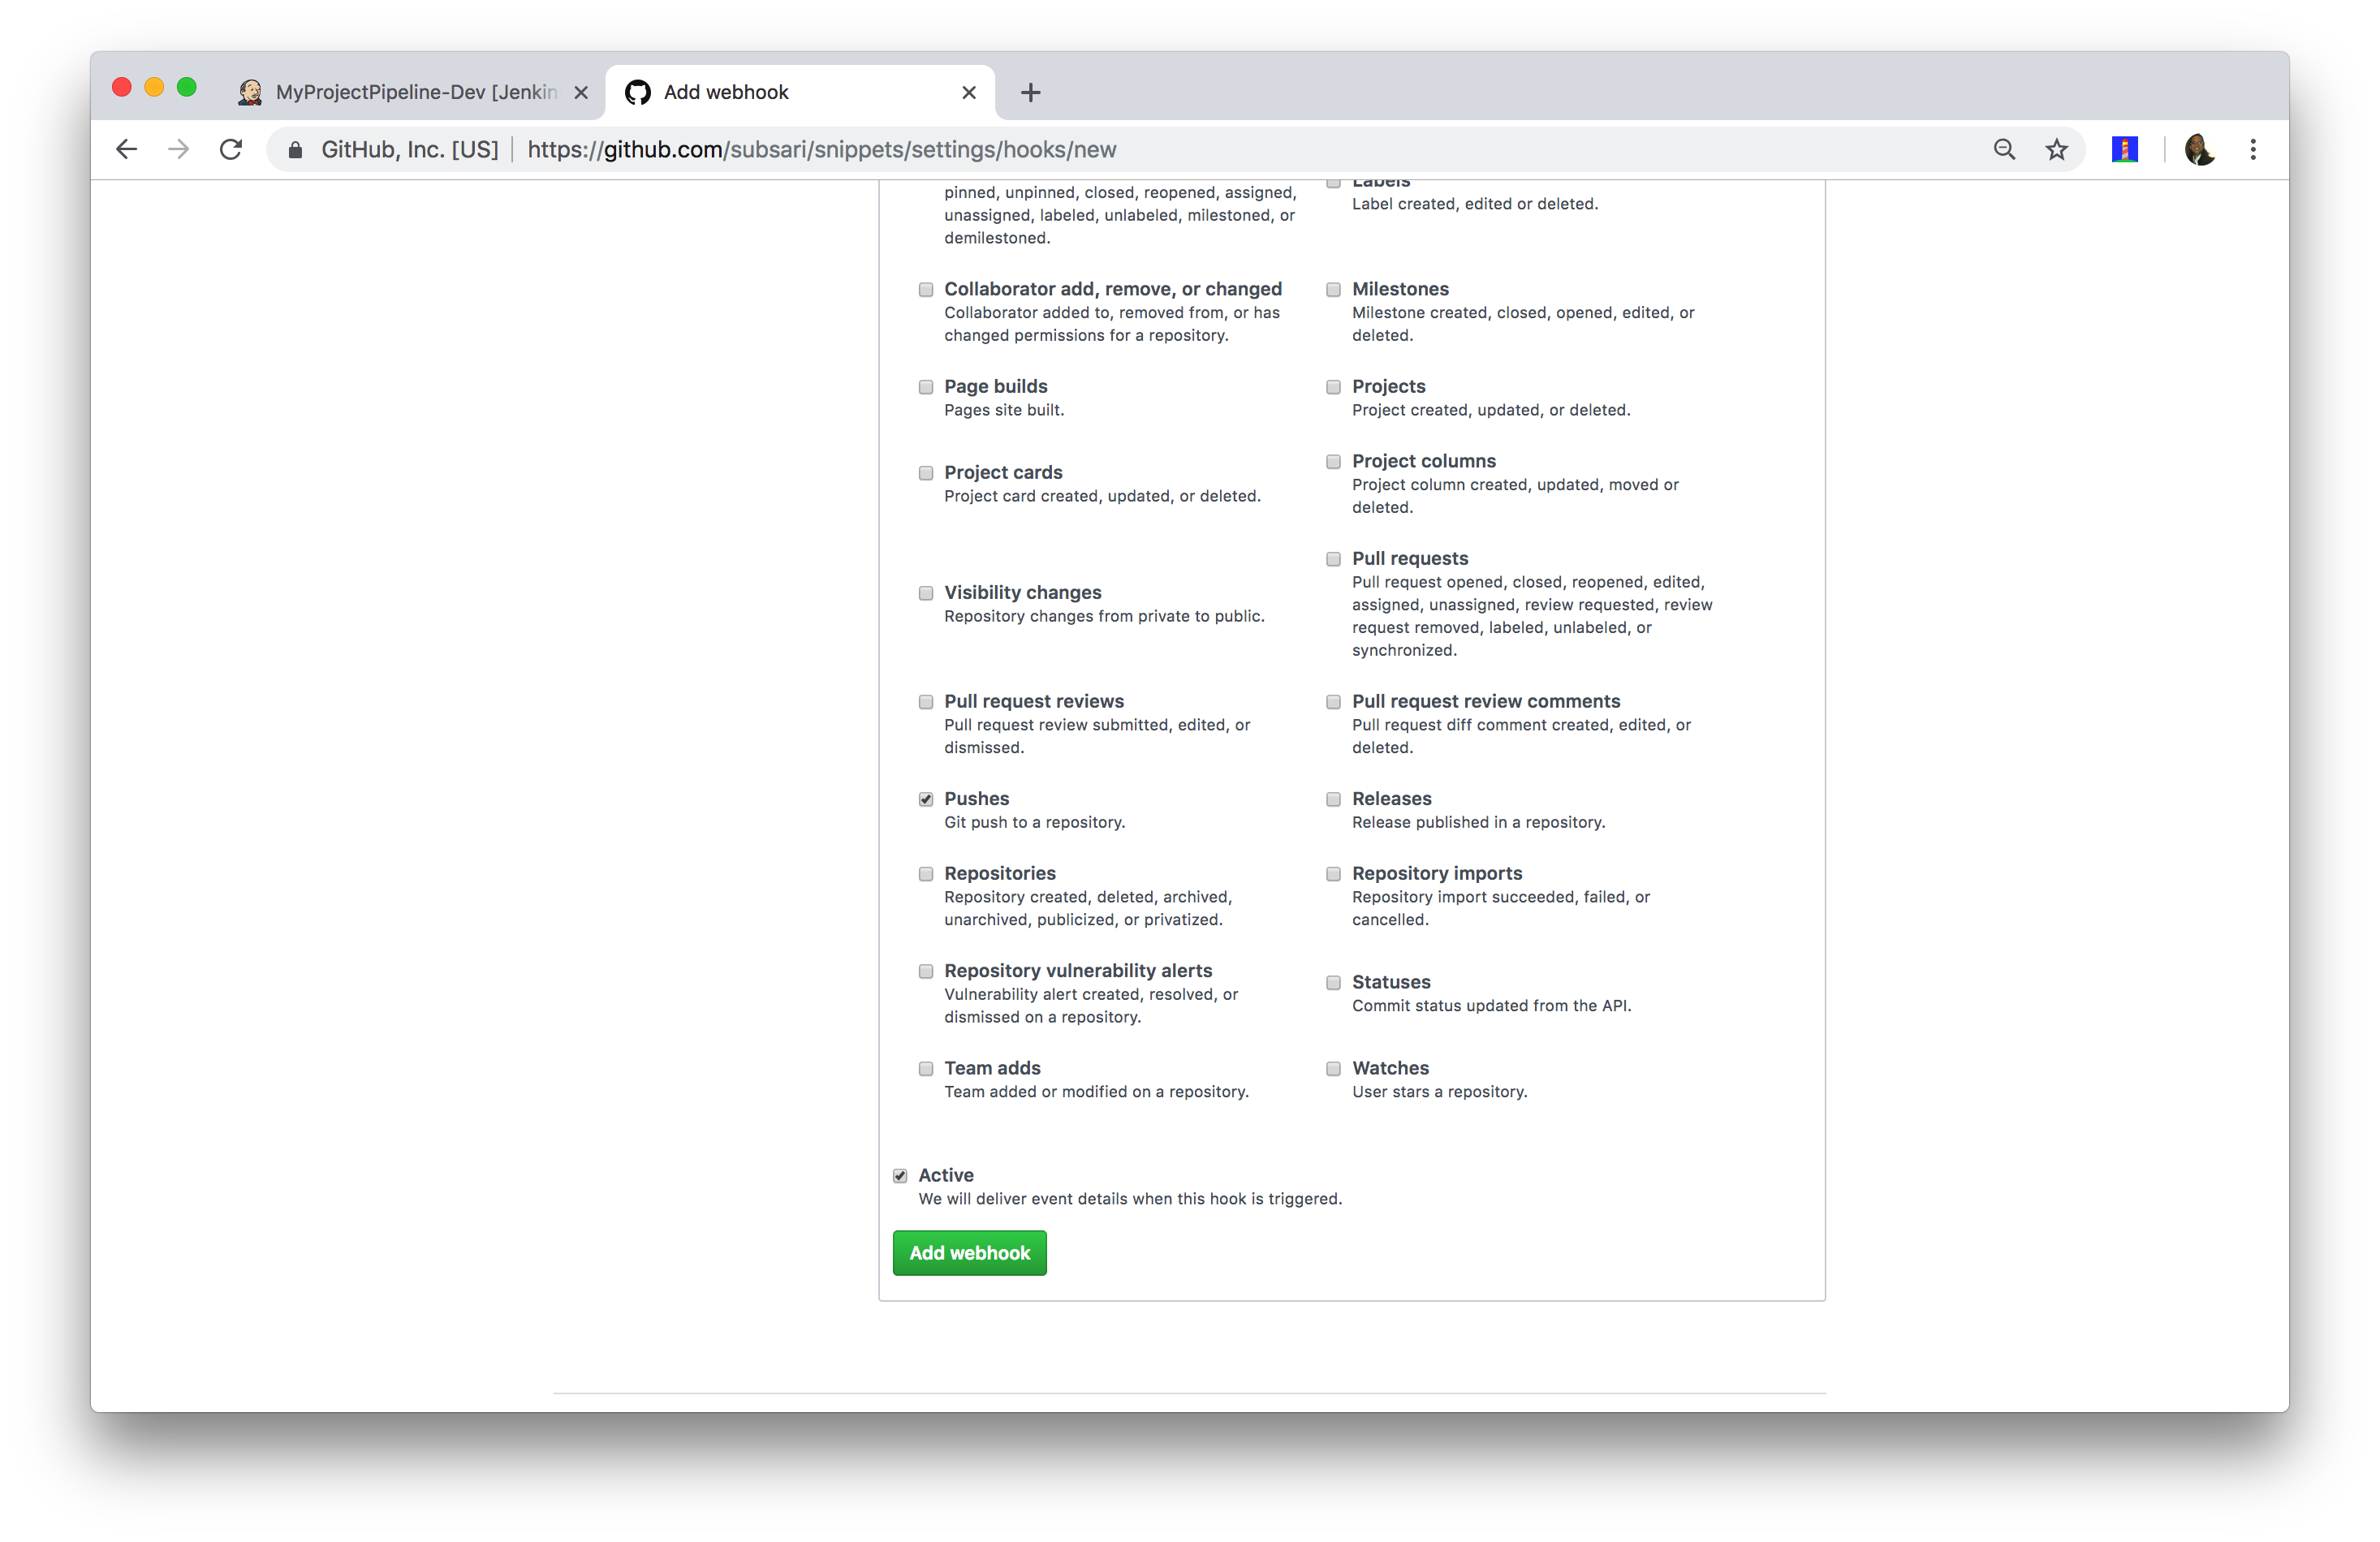 MyProjectPipeline-Dev [Jenkin
Add webhook
GitHub, Inc. [US]
https://github.com/subsari/snippets/settings/hooks/new
pinned, unpinned, closed, reopened, assigned,
unassigned, labeled, unlabeled, milestoned, or
demilestoned.
Labels
Label created, edited or deleted.
Collaborator add, remove, or changed
Collaborator added to, removed from, or has
changed permissions for a repository.
Milestones
Milestone created, closed, opened, edited, or
deleted.
Page builds
Pages site built.
Projects
Project created, updated, or deleted.
Project cards
Project card created, updated, or deleted.
Project columns
Project column created, updated, moved or
deleted.
Visibility changes
Repository changes from private to public.
Pull requests
Pull request opened, closed, reopened, edited,
assigned, unassigned, review requested, review
request removed, labeled, unlabeled, or
synchronized.
Pull request reviews
Pull request review submitted, edited, or
dismissed.
Pull request review comments
Pull request diff comment created, edited, or
deleted.
Pushes
Git push to a repository.
Releases
Release published in a repository.
Repositories
Repository created, deleted, archived,
unarchived, publicized, or privatized.
Repository imports
Repository import succeeded, failed, or
cancelled.
Repository vulnerability alerts
Vulnerability alert created, resolved, or
dismissed on a repository.
Statuses
Commit status updated from the API.
Team adds
Team added or modified on a repository.
Watches
User stars a repository.
Active
We will deliver event details when this hook is triggered.
Add webhook